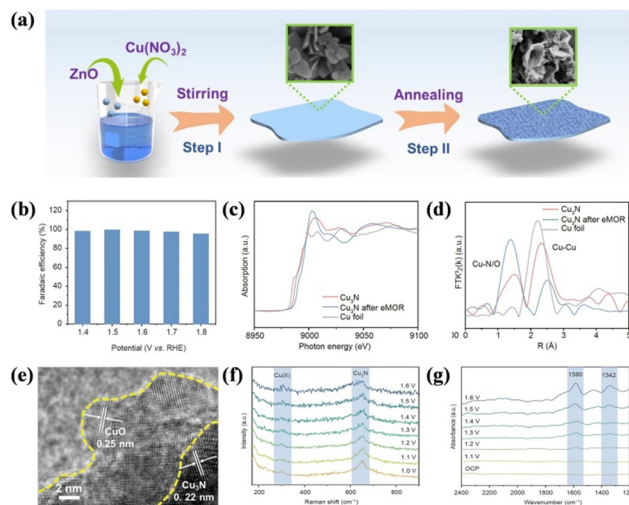 (a)
Cu(NO₃)₂
ZnO
Stirring
Step I
Annealing
Step II
(b)
Faradaic efficiency (%)
120
100
80
60
40
20
0
1.4 1.5 1.6 1.7 1.8
Potential (V vs. RHE)
(c)
Absorption (a.u.)
Cu₃N
Cu₃N after eMOR
Cu foil
8950 9000 9050 9100
Photon energy (eV)
(d)
Cu₃N
Cu₃N after eMOR
Cu foil
Cu-N/O
Cu-Cu
0 1 2 3 4 5
R (Å)
(e)
CuO
0.25 nm
Cu₃N
0. 22 nm
2 nm
(f)
Intensity (a.u.)
Cu(II)
Cu₃N
1.6 V
1.5 V
1.4 V
1.3 V
1.2 V
1.1 V
1.0 V
200 400 600 800
Raman shift (cm⁻¹)
(g)
Absorbance (a.u.)
1580
1342
1.6 V
1.5 V
1.4 V
1.3 V
1.2 V
1.1 V
OCP
2400 2200 2000 1800 1600 1400 1200
Wavenumber (cm⁻¹)